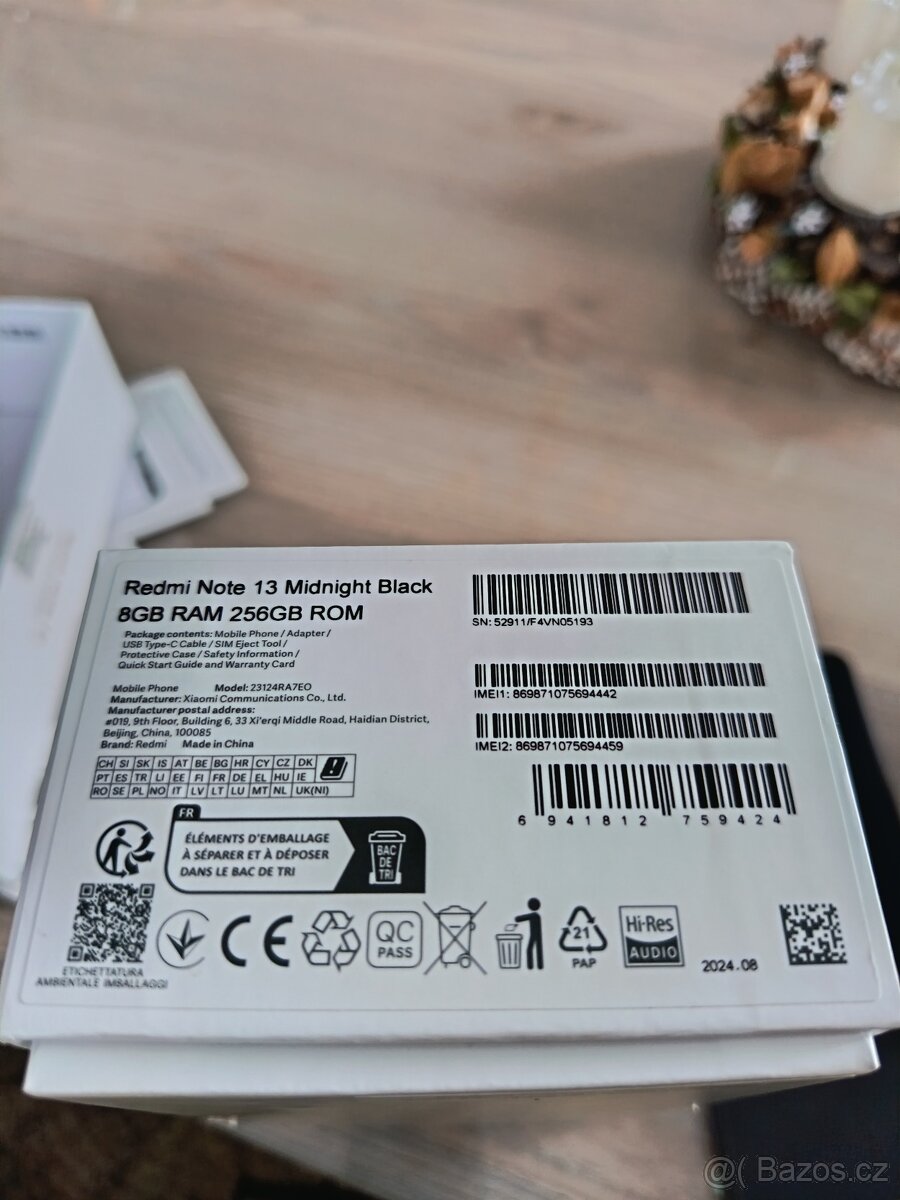 Redmi Note 13 Midnight Black
8GB RAM 256GB ROM
Package contents: Mobile Phone / Adapter /
USB Type-C Cable / SIM Eject Tool /
Protective Case / Safety Information /
Quick Start Guide and Warranty Card
Mobile Phone Model: 23124RA7EO
Manufacturer: Xiaomi Communications Co., Ltd.
Manufacturer postal address:
#019, 9th Floor, Building 6, 33 Xi'erqi Middle Road, Haidian District,
Beijing, China, 100085
Brand: Redmi Made in China
CH SI SK IS AT BE BG HR CY CZ DK
PT ES TR LI EE FI FR DE EL HU IE
RO SE PL NO IT LV LT LU MT NL UK(NI)
SN: 52911/F4VN05193
IMEI1: 869871075694442
IMEI2: 869871075694459
6 941812 759424
FR
ÉLÉMENTS D'EMBALLAGE
À SÉPARER ET À DÉPOSER
DANS LE BAC DE TRI
BAC
DE
TRI
ETICHETTATURA
AMBIENTALE IMBALLAGGI
CE
QC
PASS
21
PAP
Hi-Res
AUDIO
2024.08
@( Bazos.cz